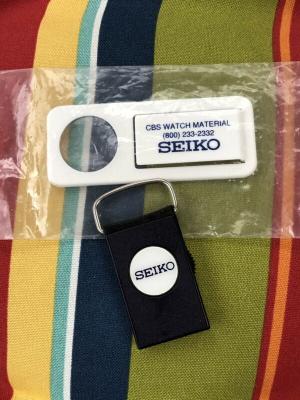 CBS WATCH MATERIAL
(800) 233-2332
SEIKO
SEIKO